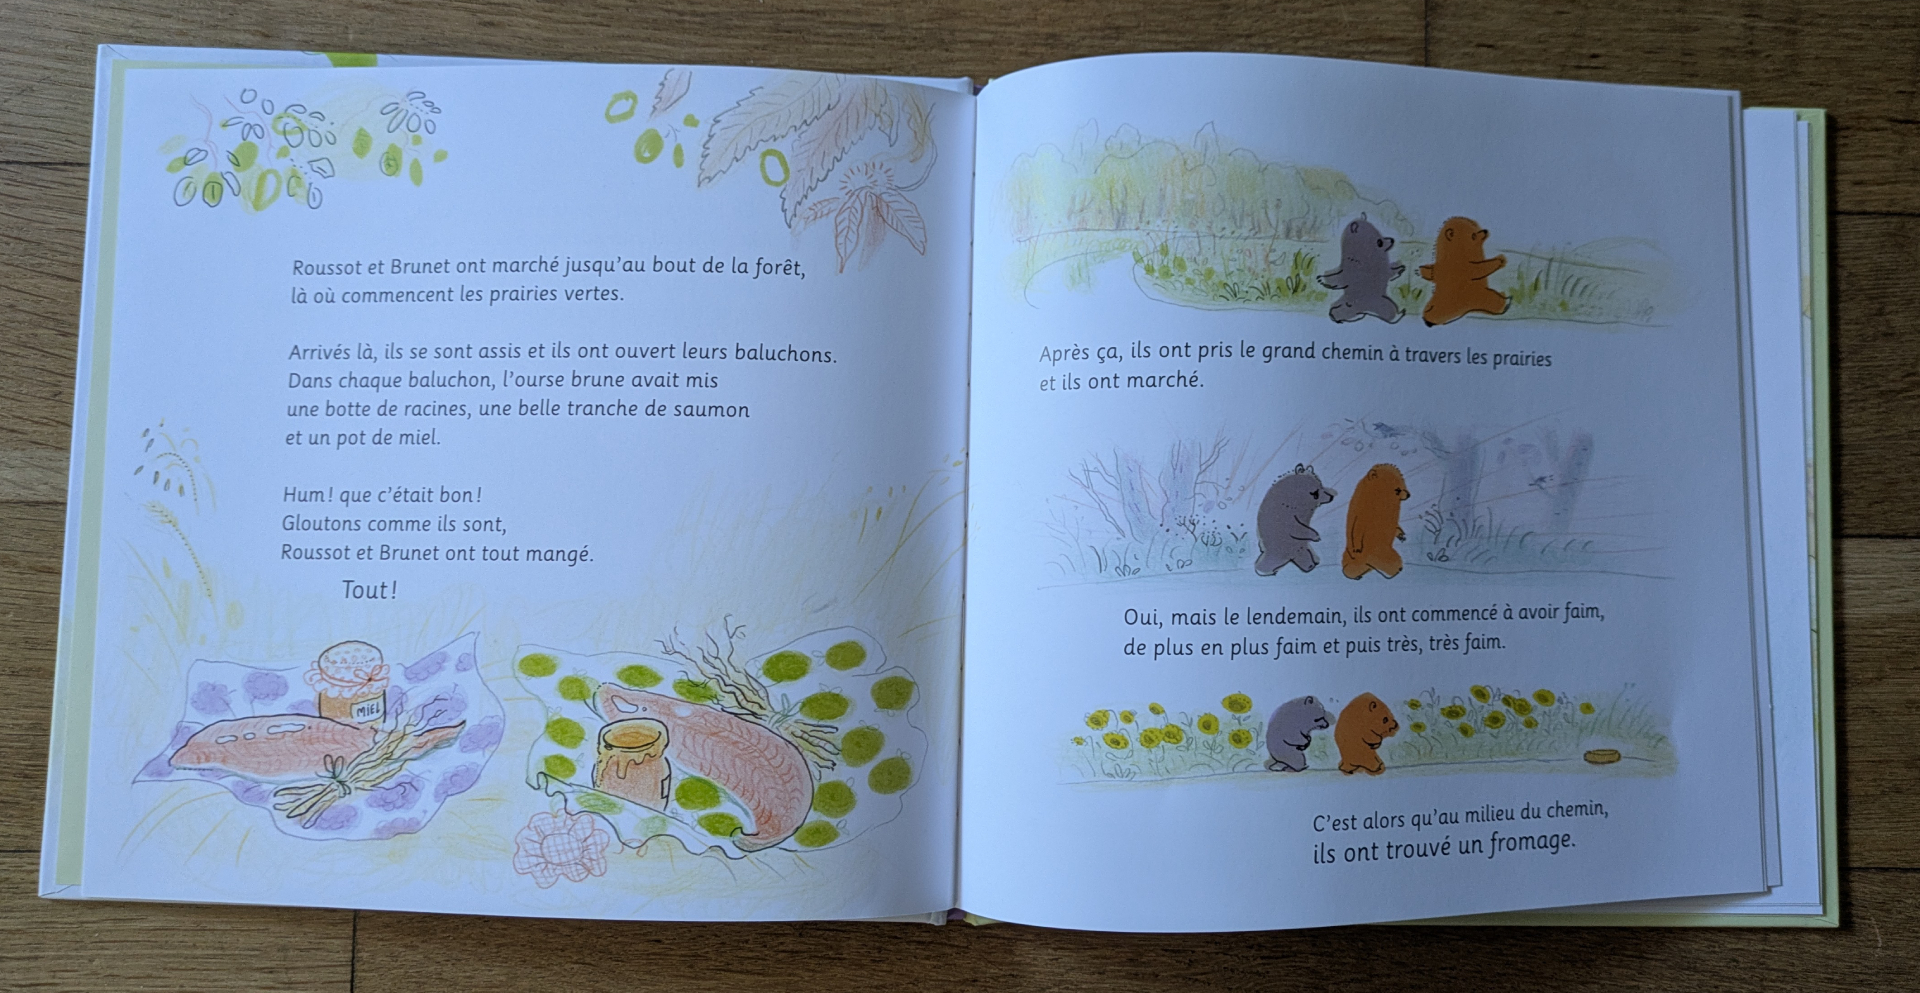 Roussot et Brunet ont marché jusqu'au bout de la forêt,
là où commencent les prairies vertes.
Arrivés là, ils se sont assis et ils ont ouvert leurs baluchons.
Dans chaque baluchon, l'ourse brune avait mis
une botte de racines, une belle tranche de saumon
et un pot de miel.
Hum! que c'était bon!
Gloutons comme ils sont,
Roussot et Brunet ont tout mangé.
Tout!
MIEL
Après ça, ils ont pris le grand chemin à travers les prairies
et ils ont marché.
Oui, mais le lendemain, ils ont commencé à avoir faim,
de plus en plus faim et puis très, très faim.
C'est alors qu'au milieu du chemin,
ils ont trouvé un fromage.